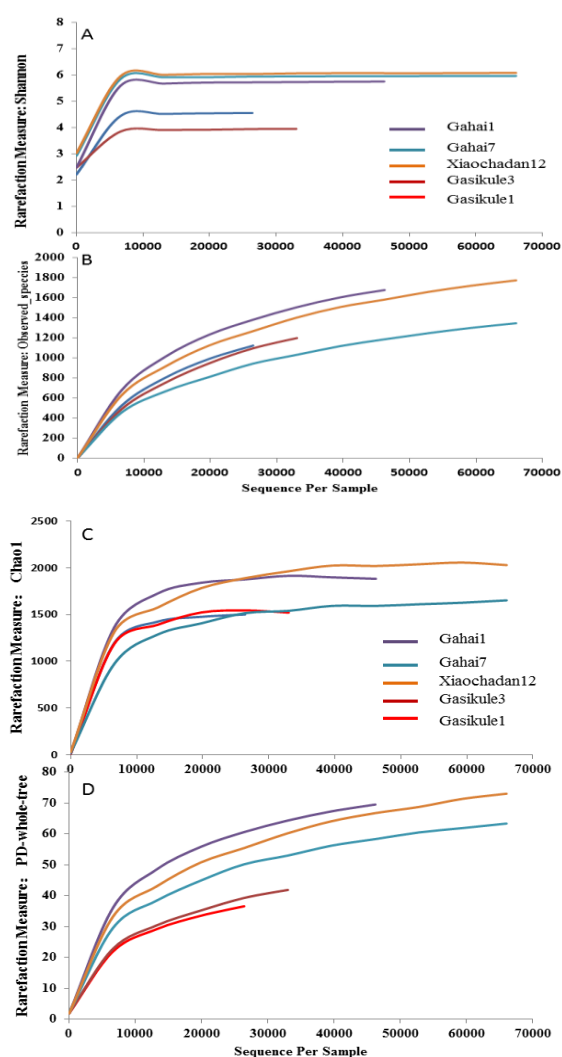 A
Rarefaction Measure: Shannon
8
7
6
5
4
3
2
1
0
0 10000 20000 30000 40000 50000 60000 70000
Gahai1
Gahai7
Xiaochadan12
Gasikule3
Gasikule1
B
Rarefaction Measure: Observed_speccies
2000
1800
1600
1400
1200
1000
800
600
400
200
0
0 10000 20000 30000 40000 50000 60000 70000
Sequence Per Sample
C
Rarefaction Measure: Chao1
2500
2000
1500
1000
500
0
0 10000 20000 30000 40000 50000 60000 70000
Gahai1
Gahai7
Xiaochadan12
Gasikule3
Gasikule1
D
Rarefaction Measure: PD-whole-tree
80
70
60
50
40
30
20
10
0
0 10000 20000 30000 40000 50000 60000 70000
Sequence Per Sample